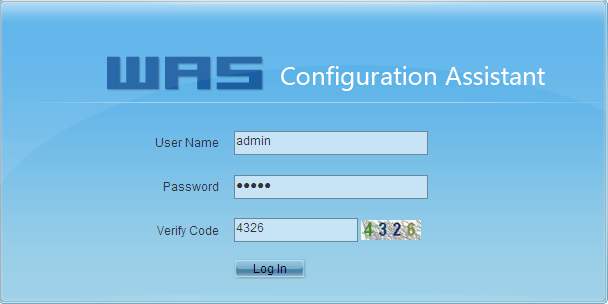 WAS Configuration Assistant
User Name admin
Password •••••
Verify Code 4326 4326
Log In